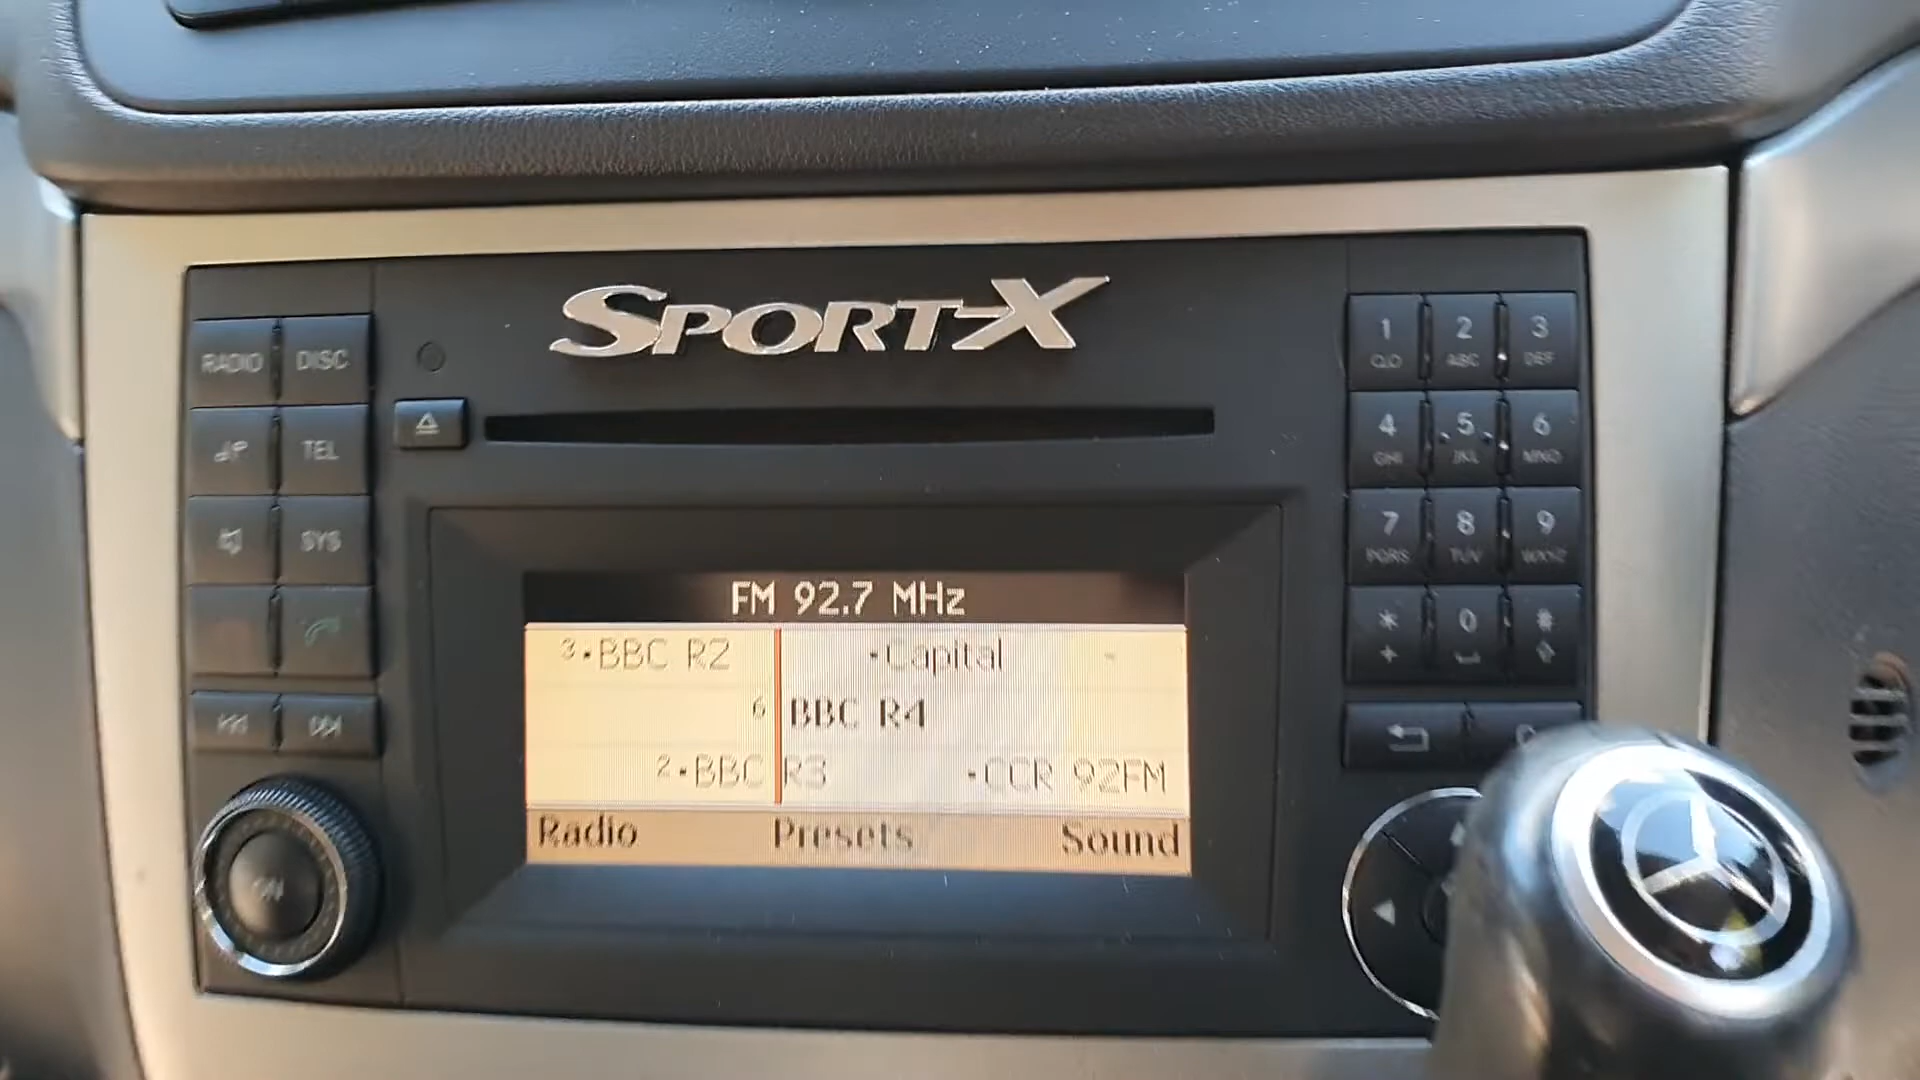 SPORT-X
RADIO DISC
TEL
SYS
ON
FM 92.7 MHz
3•BBC R2 •Capital
6 BBC R4
2•BBC R3 •CCR 92FM
Radio Presets Sound
1 2 3
ABC DEF
4 5 6
GHI JKL MNO
7 8 9
PQRS TUV WXYZ
* 0 #
+